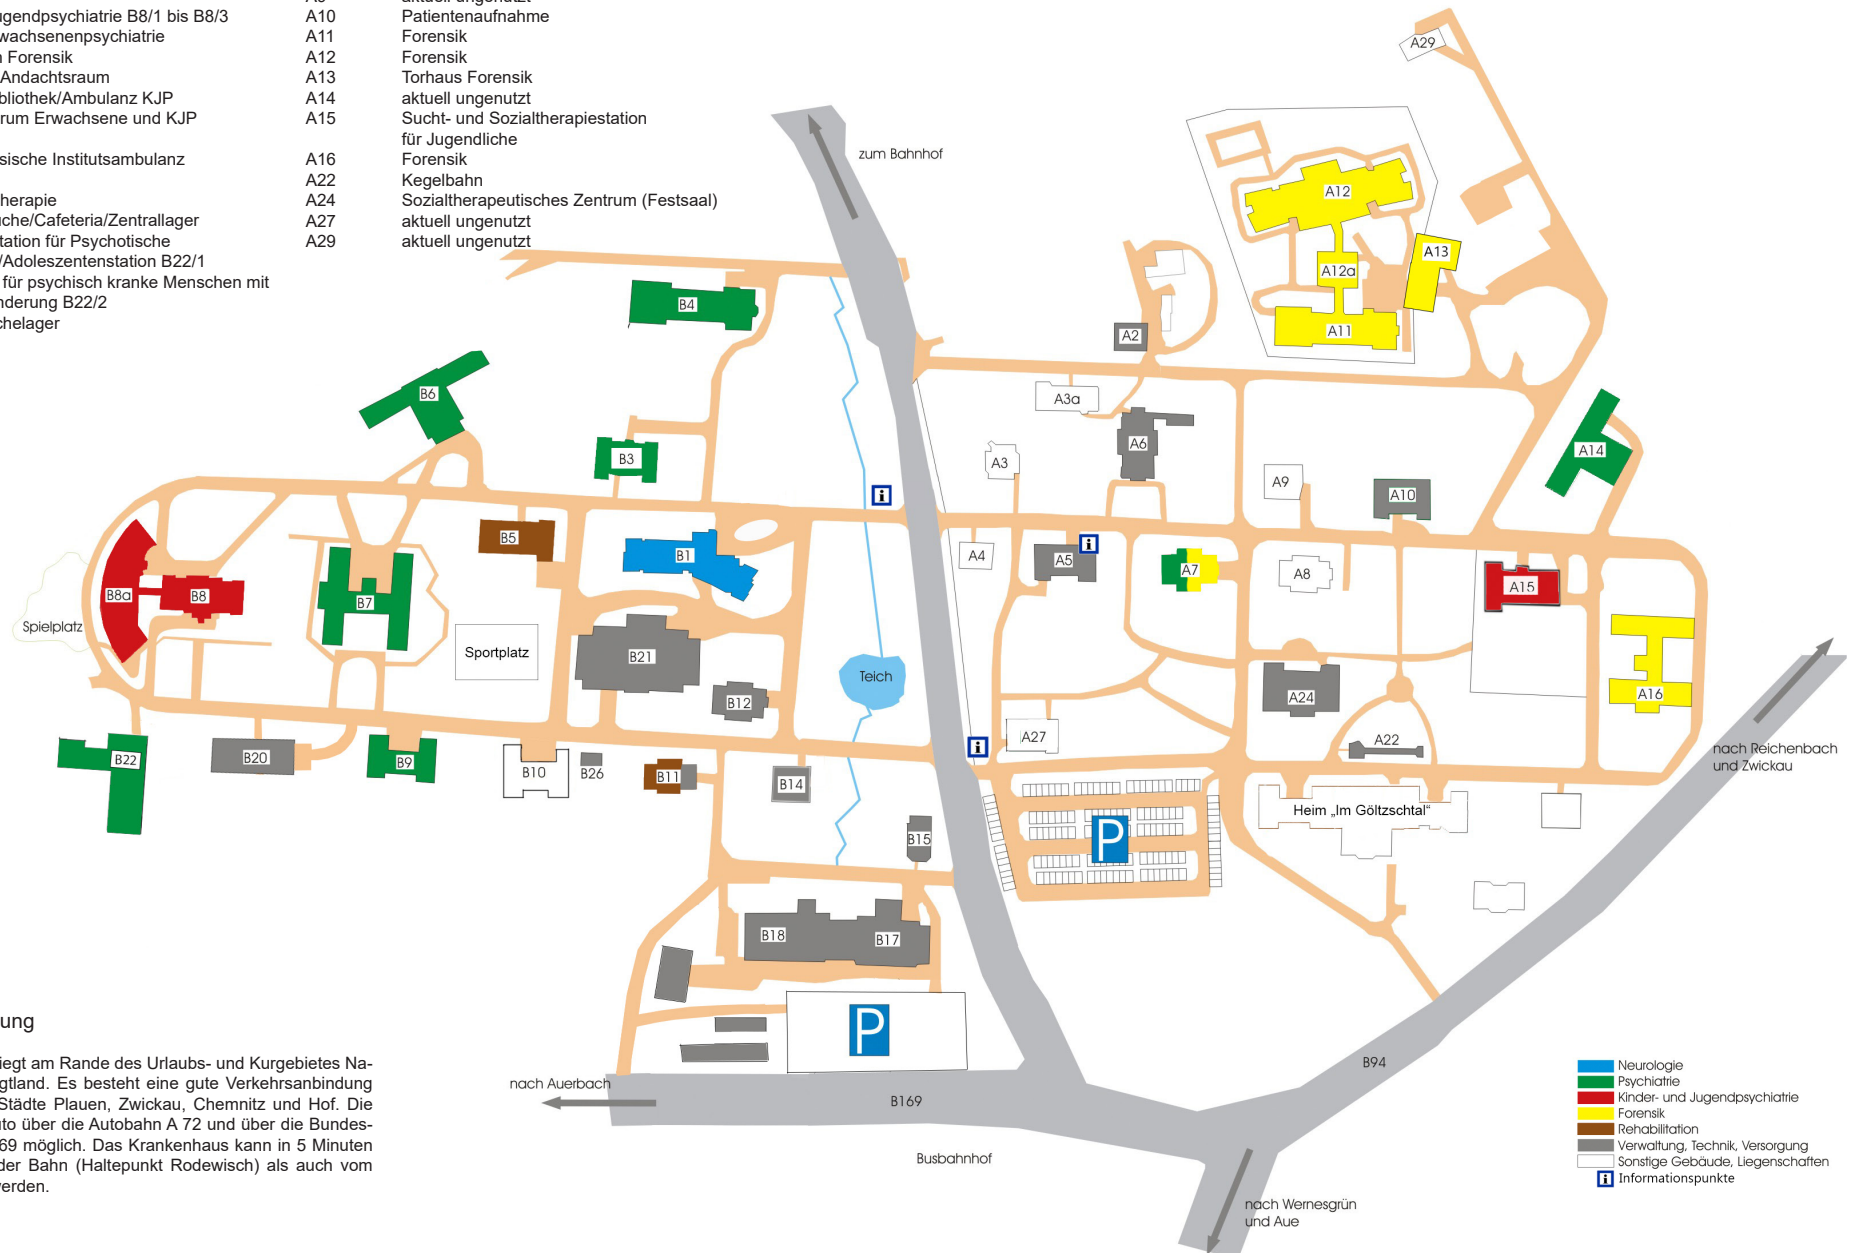 ugendpsychiatrie B8/1 bis B8/3
wachsenenpsychiatrie
Forensik
Andachtsraum
bliothek/Ambulanz KJP
rum Erwachsene und KJP
sische Institutsambulanz
herapie
che/Cafeteria/Zentrallager
tation für Psychotische
/Adoleszentenstation B22/1
für psychisch kranke Menschen mit
nderung B22/2
chelager
A9 aktuell ungenutzt
A10 Patientenaufnahme
A11 Forensik
A12 Forensik
A13 Torhaus Forensik
A14 aktuell ungenutzt
A15 Sucht- und Sozialtherapiestation
für Jugendliche
A16 Forensik
A22 Kegelbahn
A24 Sozialtherapeutisches Zentrum (Festsaal)
A27 aktuell ungenutzt
A29 aktuell ungenutzt
A29
zum Bahnhof
A12
A13
A12a
A11
B4
A2
B6
A3a
A6
A3
B3
A14
A9
A10
i
B5
B1
A4
A5
i
A7
A8
A15
B8a
B8
B7
Spielplatz
Sportplatz
B21
Teich
B12
A24
A16
B22
B20
B9
B10
B26
B11
B14
i
A27
A22
nach Reichenbach
und Zwickau
Heim „Im Göltzschtal“
P
B15
B18
B17
P
nach Auerbach
B169
B94
Busbahnhof
nach Wernesgrün
und Aue
ung
iegt am Rande des Urlaubs- und Kurgebietes Na-
gtland. Es besteht eine gute Verkehrsanbindung
Städte Plauen, Zwickau, Chemnitz und Hof. Die
uto über die Autobahn A 72 und über die Bundes-
69 möglich. Das Krankenhaus kann in 5 Minuten
der Bahn (Haltepunkt Rodewisch) als auch vom
werden.
Neurologie
Psychiatrie
Kinder- und Jugendpsychiatrie
Forensik
Rehabilitation
Verwaltung, Technik, Versorgung
Sonstige Gebäude, Liegenschaften
i Informationspunkte